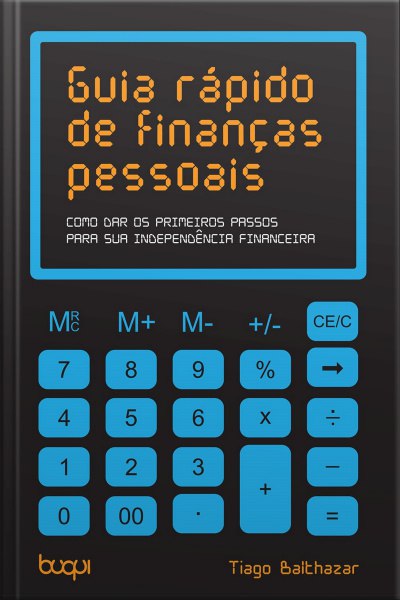 Guia rápido
de finanças
pessoais
COMO DAR OS PRIMEIROS PASSOS
PARA SUA INDEPENDÊNCIA FINANCEIRA
MRC M+ M- +/- CE/C
7 8 9 % →
4 5 6 x ÷
1 2 3 + −
0 00 . =
buqui Tiago Balthazar